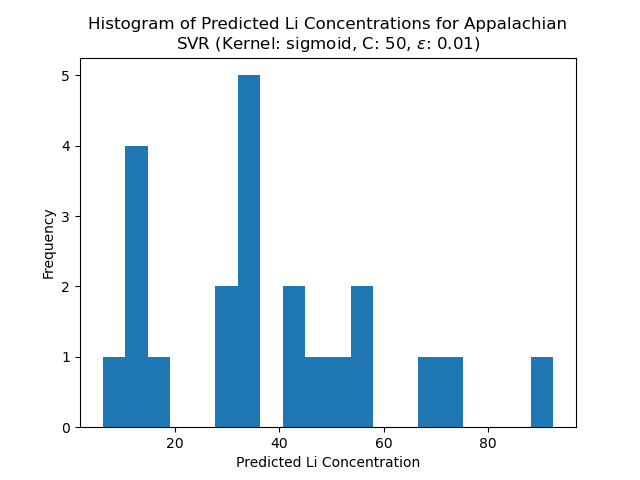 Histogram of Predicted Li Concentrations for Appalachian
SVR (Kernel: sigmoid, C: 50, ε: 0.01)
5
4
3
2
1
0
Frequency
20 40 60 80
Predicted Li Concentration